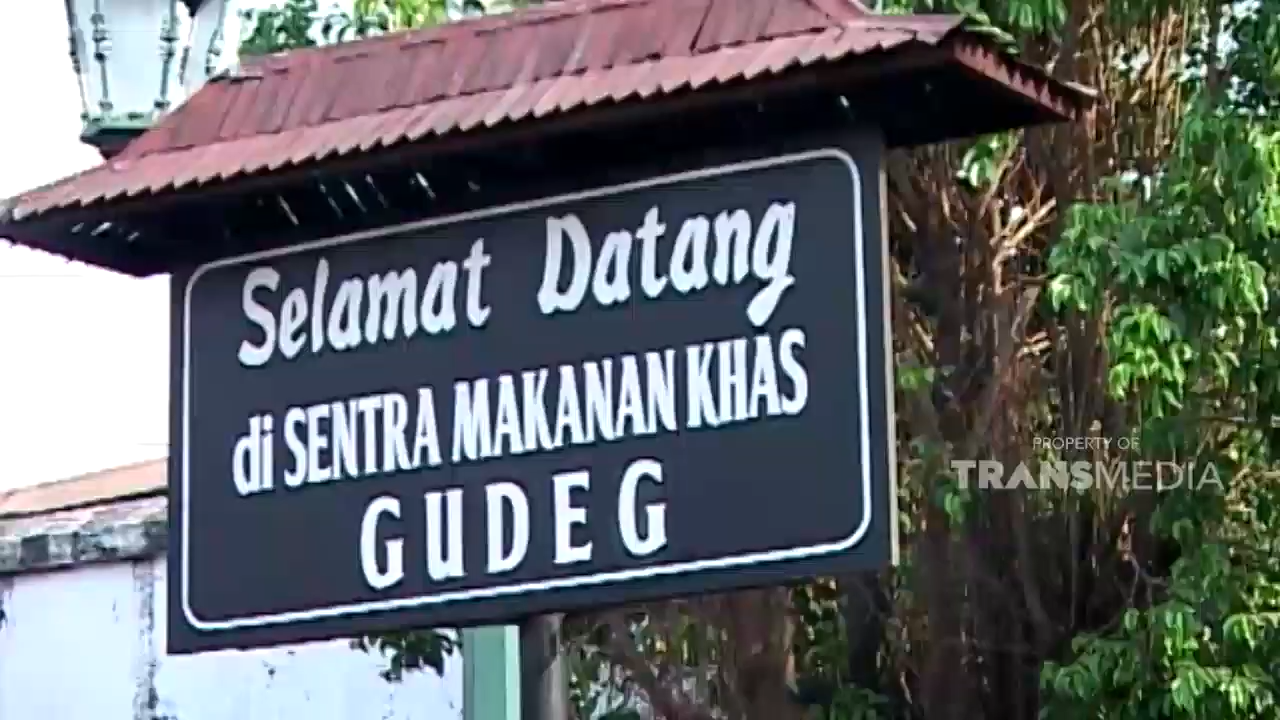 Selamat Datang
di SENTRA MAKANAN KHAS
GUDEG
PROPERTY OF
TRANSMEDIA